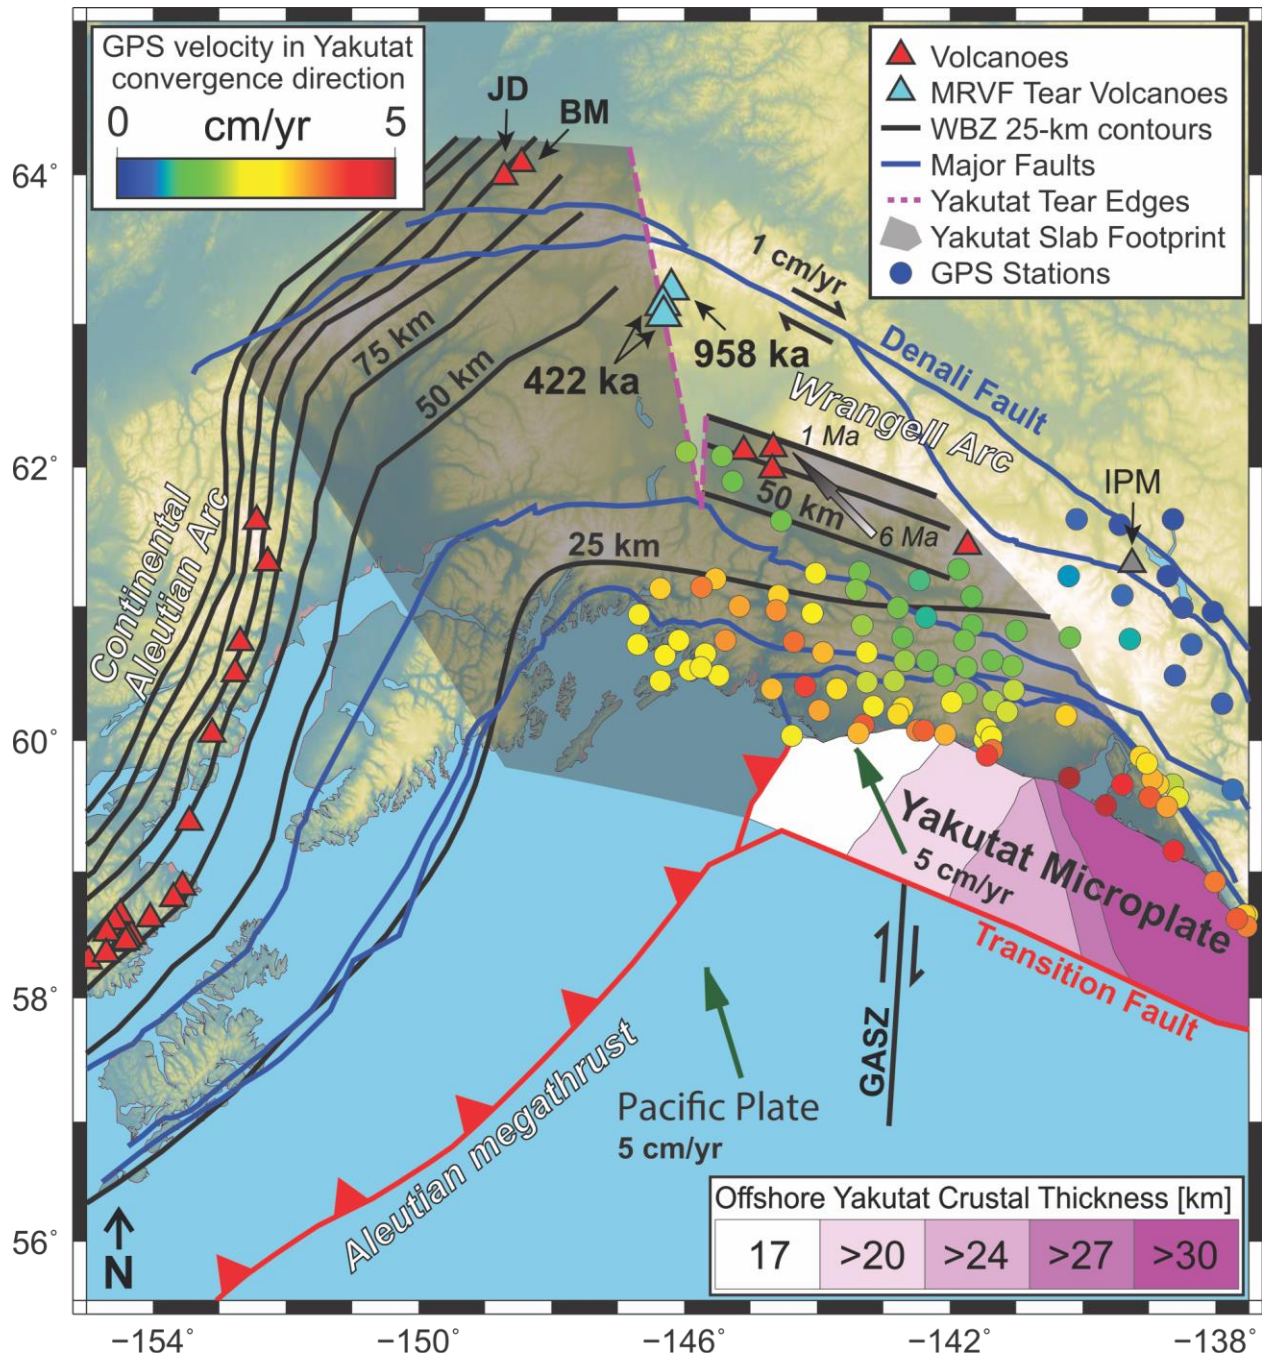 GPS velocity in Yakutat
convergence direction
0 cm/yr 5
Volcanoes
MRVF Tear Volcanoes
WBZ 25-km contours
Major Faults
Yakutat Tear Edges
Yakutat Slab Footprint
GPS Stations
JD
BM
64°
62°
60°
58°
56°
1 cm/yr
Denali Fault
75 km
50 km
958 ka
422 ka
Wrangell Arc
1 Ma
50 km
6 Ma
IPM
25 km
Continental
Aleutian Arc
Yakutat Microplate
5 cm/yr
Transition Fault
GASZ
Pacific Plate
5 cm/yr
Aleutian megathrust
N
Offshore Yakutat Crustal Thickness [km]
17 >20 >24 >27 >30
−154° −150° −146° −142° −138°